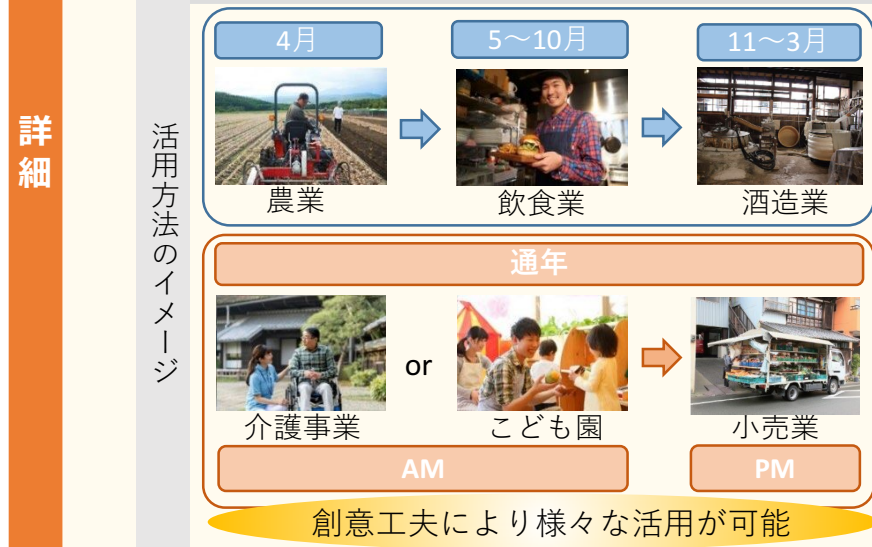 詳細
活用方法のイメージ
4月
5～10月
11～3月
農業
飲食業
酒造業
通年
or
介護事業
こども園
小売業
AM
PM
創意工夫により様々な活用が可能